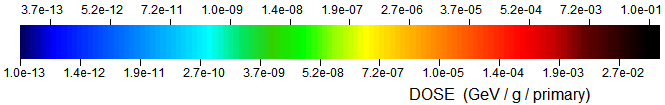 3.7e-13 5.2e-12 7.2e-11 1.0e-09 1.4e-08 1.9e-07 2.7e-06 3.7e-05 5.2e-04 7.2e-03 1.0e-01
1.0e-13 1.4e-12 1.9e-11 2.7e-10 3.7e-09 5.2e-08 7.2e-07 1.0e-05 1.4e-04 1.9e-03 2.7e-02
DOSE (GeV / g / primary)